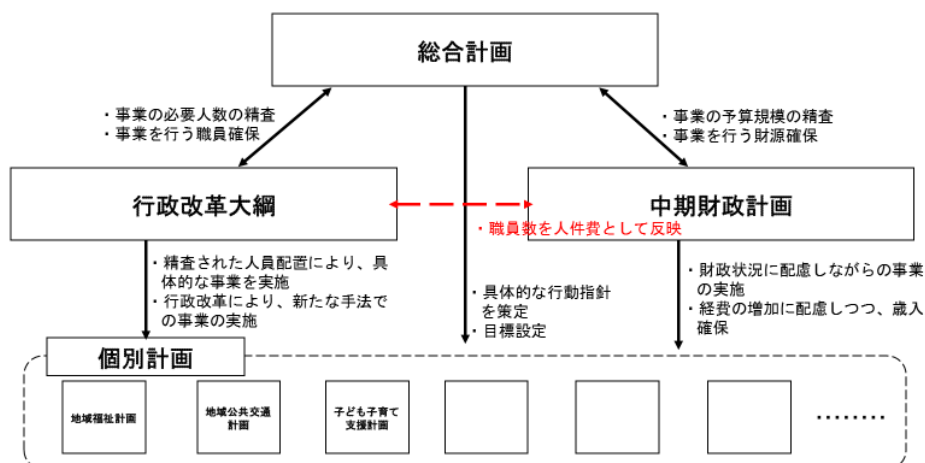 総合計画
・事業の必要人数の精査
・事業を行う職員確保
・事業の予算規模の精査
・事業を行う財源確保
行政改革大綱
中期財政計画
・職員数を人件費として反映
・精査された人員配置により、具
体的な事業を実施
・行政改革により、新たな手法で
の事業の実施
・具体的な行動指針
を策定
・目標設定
・財政状況に配慮しながらの事業
の実施
・経費の増加に配慮しつつ、歳入
確保
個別計画
地域福祉計画
地域公共交通
計画
子ども子育て
支援計画
・・・・・・・・